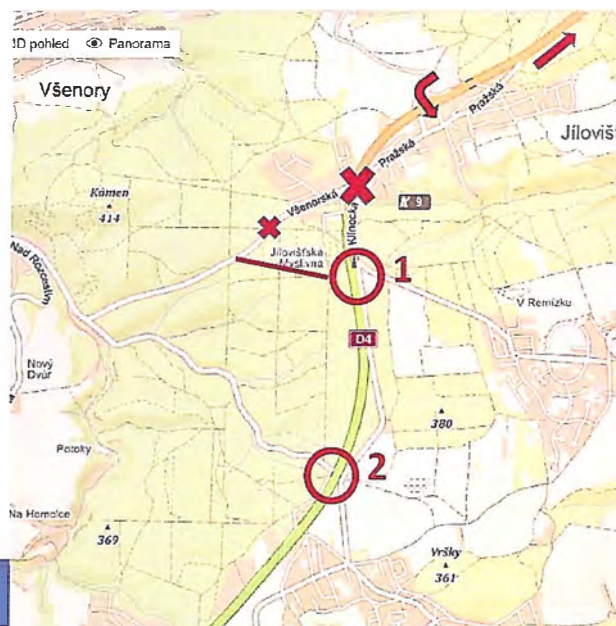 3D pohled Panorama
Všenory
Pražská
Pražská
Jíloviš
Kámen
414
Všenorská
K 9
Klínecká
Jílovišťská
Myslivna
1
Nad Rozcestím
V Remízku
D4
Nový
Dvůr
380
Potoky
2
Na Homolce
369
Vršky
361